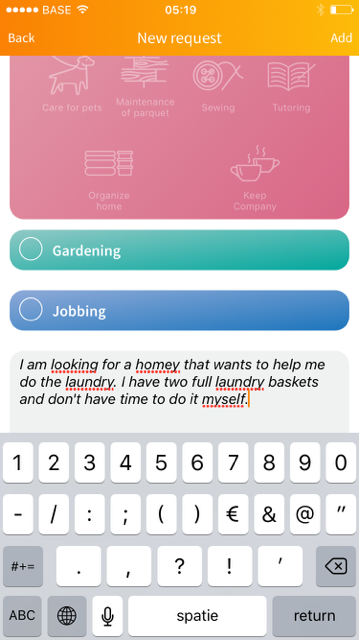 BASE 05:19
Back New request Add
Care for pets Maintenance of parquet Sewing Tutoring
Organize home Keep Company
Gardening
Jobbing
I am looking for a homey that wants to help me
do the laundry. I have two full laundry baskets
and don't have time to do it myself.
1 2 3 4 5 6 7 8 9 0
- / : ; ( ) € & @ "
#+= . , ? ! '
ABC spatie return